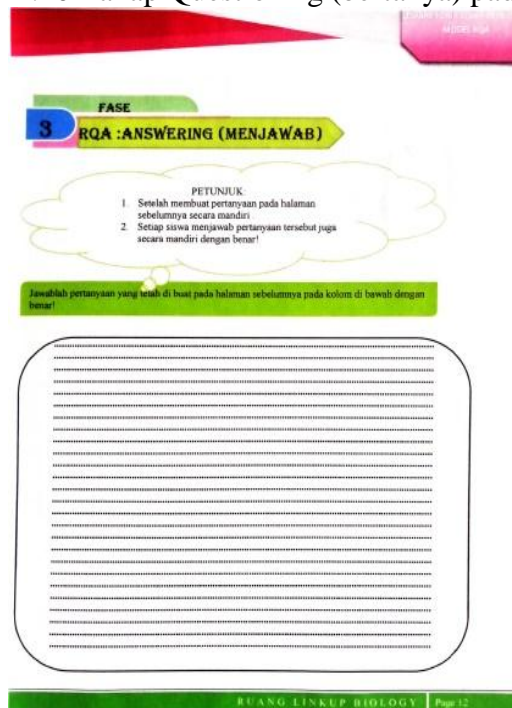 FASE
3 RQA :ANSWERING (MENJAWAB)
PETUNJUK:
1. Setelah membuat pertanyaan pada halaman
sebelumnya secara mandiri
2. Setiap siswa menjawab pertanyaan tersebut juga
secara mandiri dengan benar!
Jawablah pertanyaan yang telah di buat pada halaman sebelumnya pada kolom di bawah dengan
benar!
RUANG LINKUP BIOLOGY Page 12